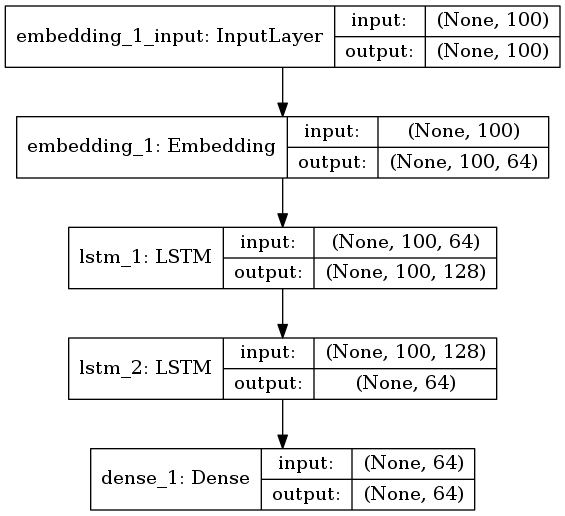 embedding_1_input: InputLayer
input: (None, 100)
output: (None, 100)
embedding_1: Embedding
input: (None, 100)
output: (None, 100, 64)
lstm_1: LSTM
input: (None, 100, 64)
output: (None, 100, 128)
lstm_2: LSTM
input: (None, 100, 128)
output: (None, 64)
dense_1: Dense
input: (None, 64)
output: (None, 64)